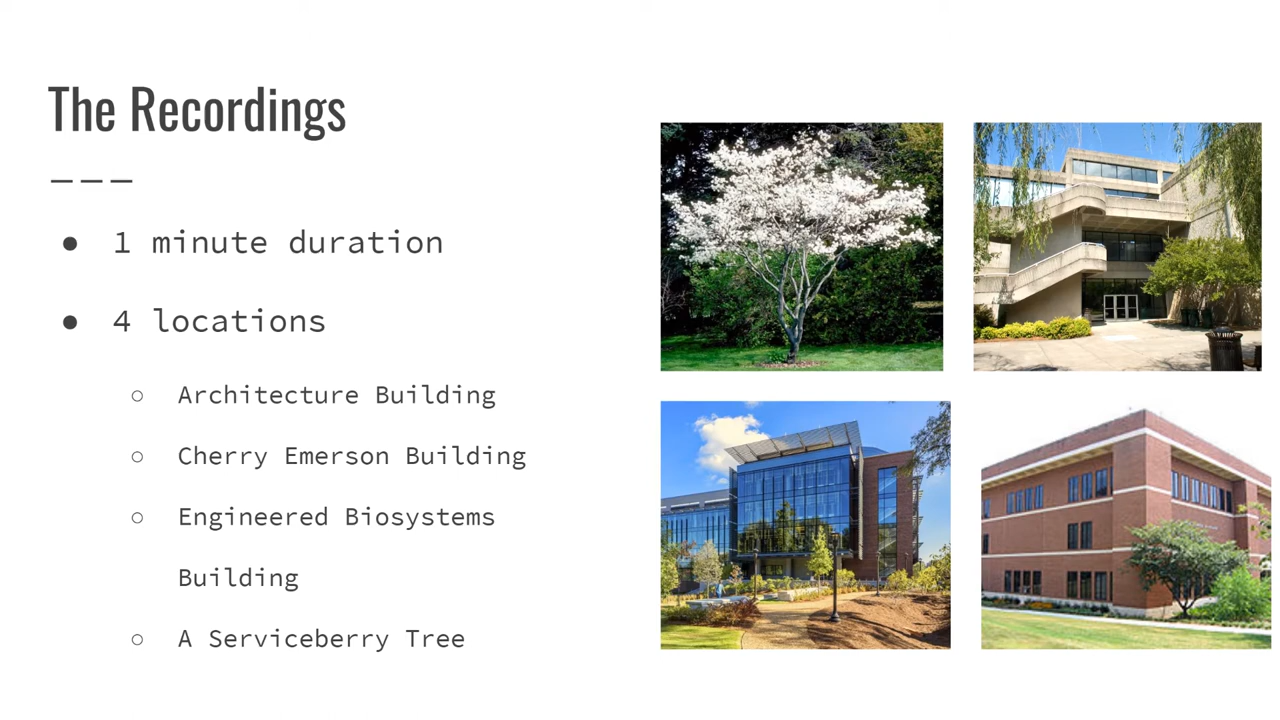 The Recordings
● 1 minute duration
● 4 locations
○ Architecture Building
○ Cherry Emerson Building
○ Engineered Biosystems
Building
○ A Serviceberry Tree